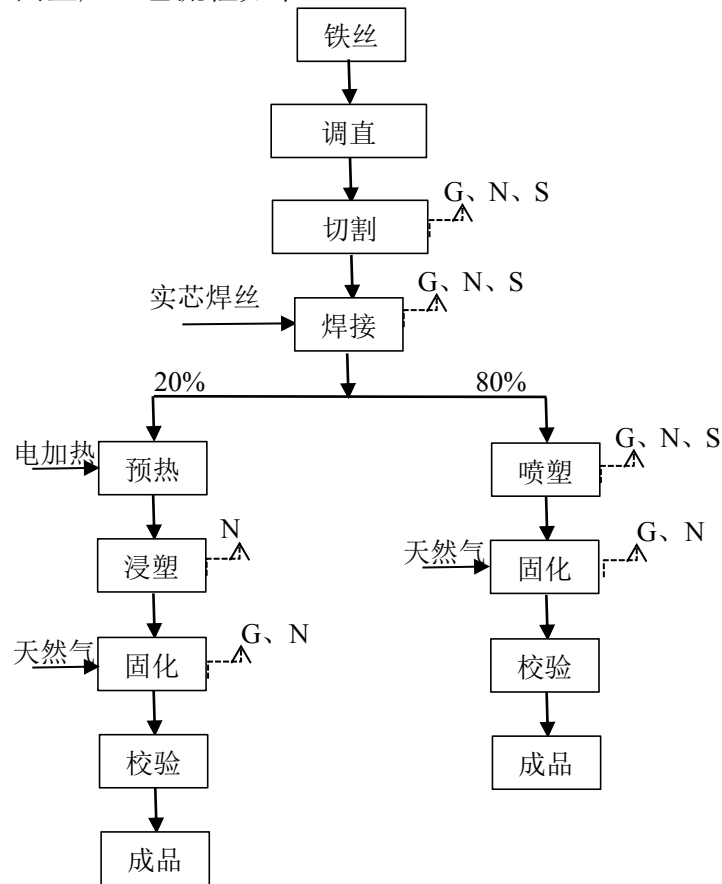 铁丝
调直
G、N、S
切割
G、N、S
实芯焊丝
焊接
20%
80%
电加热
预热
G、N、S
喷塑
N
浸塑
G、N
天然气
固化
G、N
天然气
固化
校验
校验
成品
成品